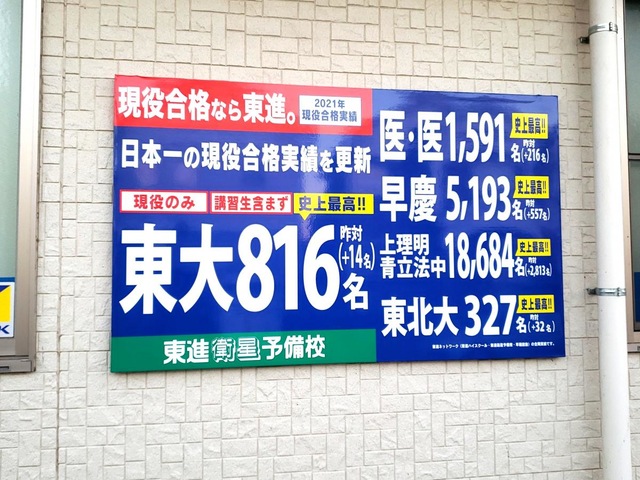 現役合格なら東進。
2021年
現役合格実績
日本一の現役合格実績を更新
現役のみ
講習生含まず
史上最高!!
東大816名
昨対
(+14名)
東進衛星予備校
医・医1,591名
史上最高!!
昨対
(+216名)
早慶5,193名
史上最高!!
昨対
(+557名)
上理明
青立法中
18,684名
史上最高!!
昨対
(+2,813名)
東北大327名
史上最高!!
昨対
(+32名)